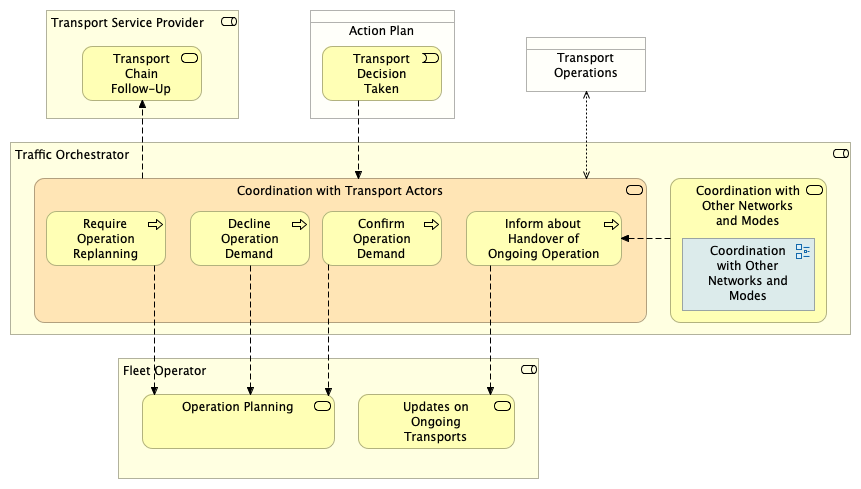 Transport Service Provider
Transport
Chain
Follow-Up
Action Plan
Transport
Decision
Taken
Transport
Operations
Traffic Orchestrator
Coordination with Transport Actors
Require
Operation
Replanning
Decline
Operation
Demand
Confirm
Operation
Demand
Inform about
Handover of
Ongoing Operation
Coordination with
Other Networks
and Modes
Coordination
with Other
Networks and
Modes
Fleet Operator
Operation Planning
Updates on
Ongoing
Transports